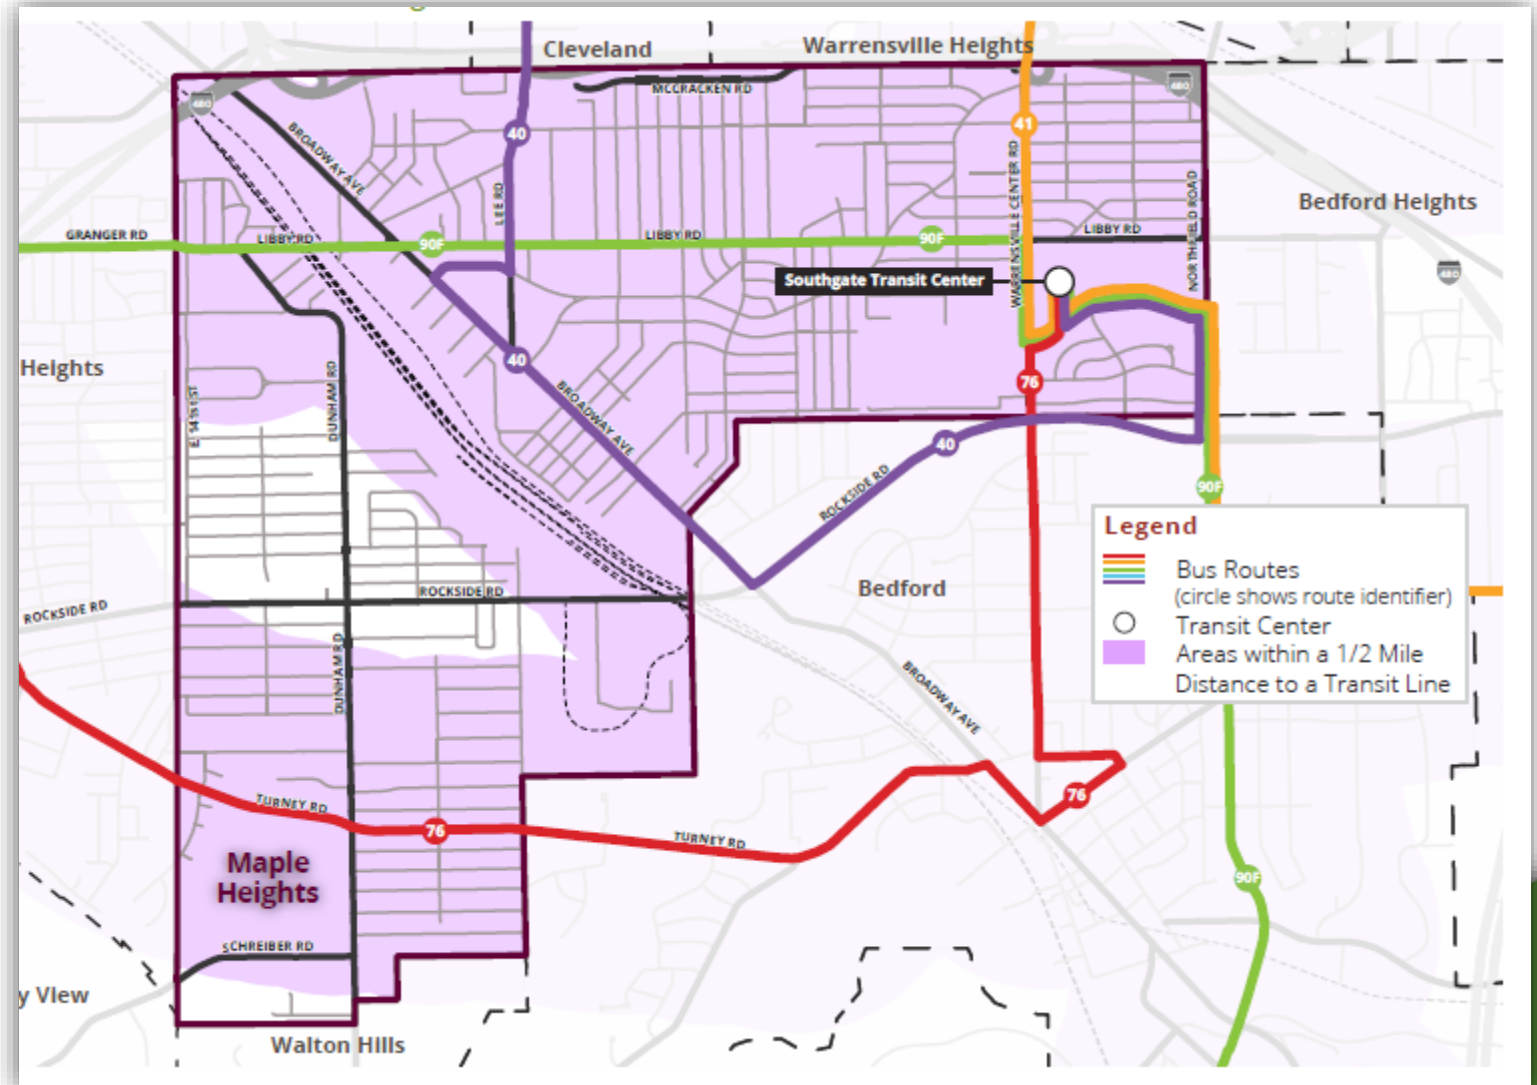 Cleveland
Warrensville Heights
480
480
MCCRACKEN RD
BROADWAY AVE
40
41
LEE RD
WARRENSVILLE CENTER RD
NORTHFIELD ROAD
Bedford Heights
GRANGER RD
LIBBY RD
90F
LIBBY RD
90F
LIBBY RD
480
Southgate Transit Center
Heights
DUNHAM RD
E 141ST ST
40
BROADWAY AVE
76
40
ROCKSIDE RD
90F
Legend
Bus Routes
(circle shows route identifier)
Transit Center
Areas within a 1/2 Mile
Distance to a Transit Line
ROCKSIDE RD
ROCKSIDE RD
Bedford
DUNHAM RD
BROADWAY AVE
TURNEY RD
76
TURNEY RD
76
Maple
Heights
90F
SCHREIBER RD
y View
Walton Hills